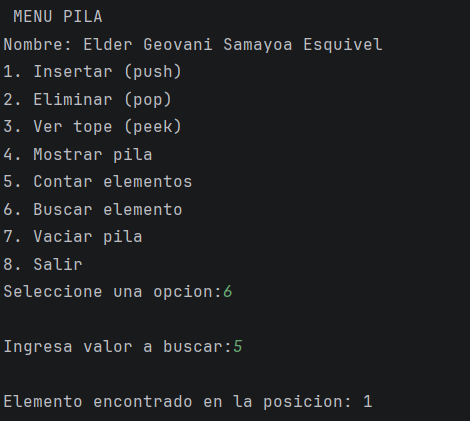 MENU PILA
Nombre: Elder Geovani Samayoa Esquivel
1. Insertar (push)
2. Eliminar (pop)
3. Ver tope (peek)
4. Mostrar pila
5. Contar elementos
6. Buscar elemento
7. Vaciar pila
8. Salir
Seleccione una opcion:6
Ingresa valor a buscar:5
Elemento encontrado en la posicion: 1